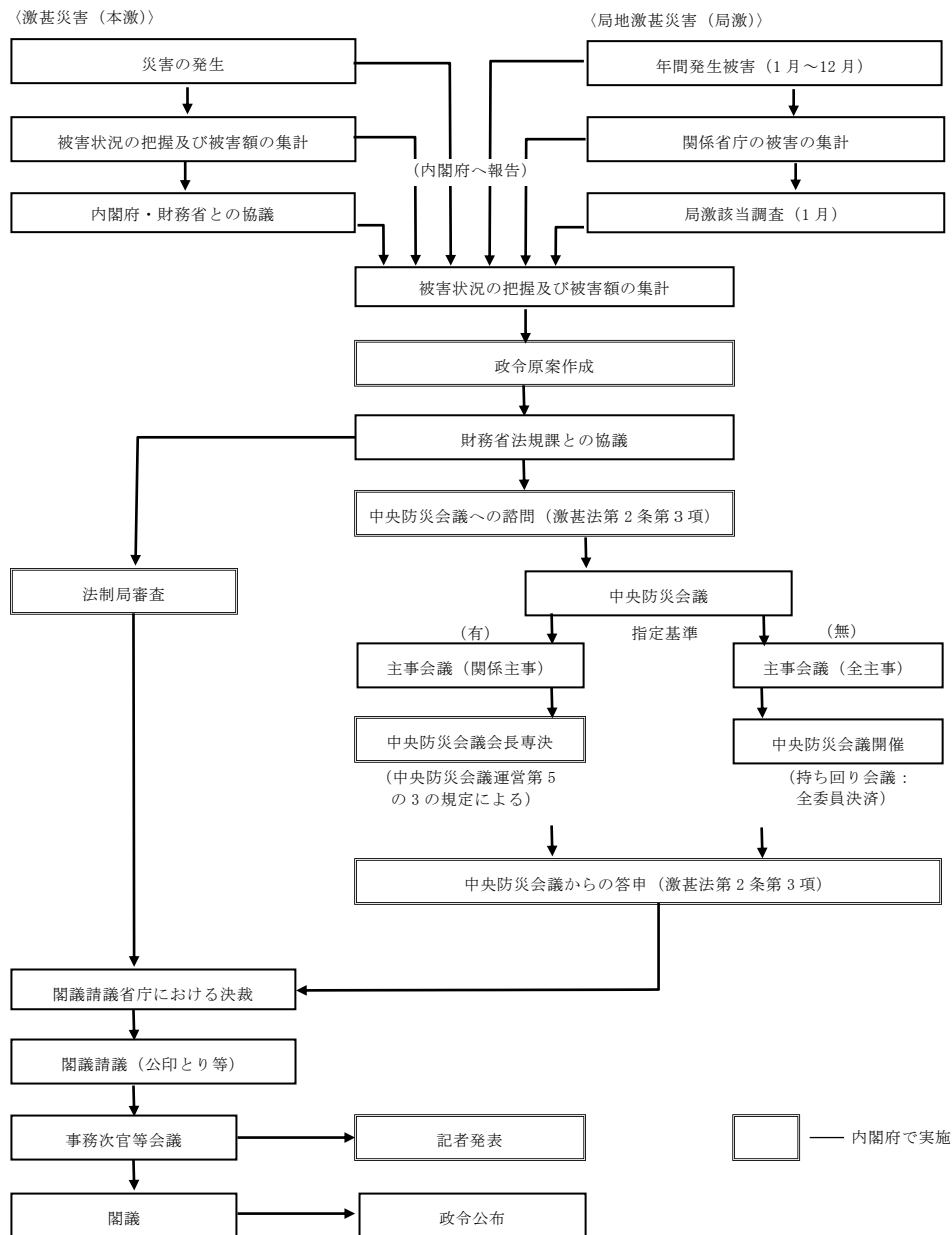 〈激甚災害(本激)〉
〈局地激甚災害(局激)〉
災害の発生
年間発生被害(1月～12月)
被害状況の把握及び被害額の集計
関係省庁の被害の集計
(内閣府へ報告)
内閣府・財務省との協議
局激該当調査(1月)
被害状況の把握及び被害額の集計
政令原案作成
財務省法規課との協議
中央防災会議への諮問(激甚法第2条第3項)
法制局審査
中央防災会議
(有)
指定基準
(無)
主事会議(関係主事)
主事会議(全主事)
中央防災会議会長専決
中央防災会議開催
(中央防災会議運営第5
の3の規定による)
(持ち回り会議:
全委員決済)
中央防災会議からの答申(激甚法第2条第3項)
閣議請議省庁における決裁
閣議請議(公印とり等)
事務次官等会議
記者発表
内閣府で実施
閣議
政令公布